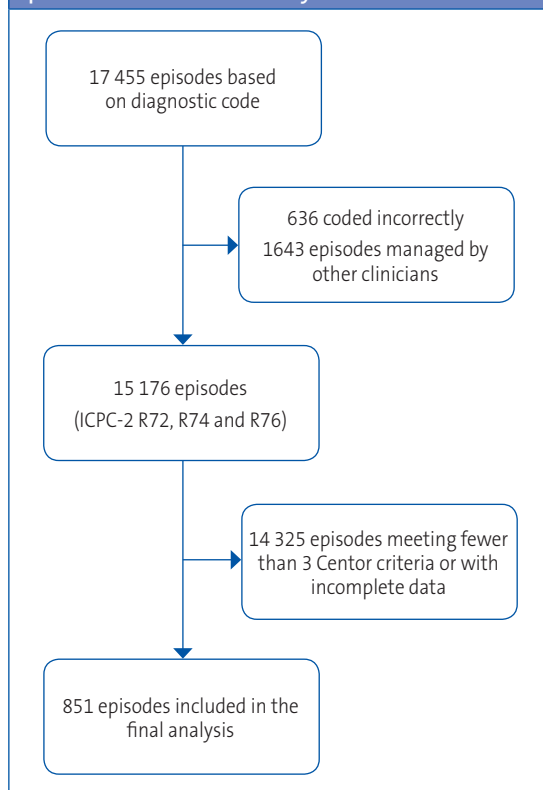 17 455 episodes based
on diagnostic code
636 coded incorrectly
1643 episodes managed by
other clinicians
15 176 episodes
(ICPC-2 R72, R74 and R76)
14 325 episodes meeting fewer
than 3 Centor criteria or with
incomplete data
851 episodes included in the
final analysis